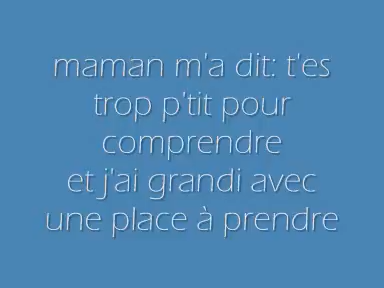 maman m'a dit: t'es
trop p'tit pour
comprendre
et j'ai grandi avec
une place à prendre